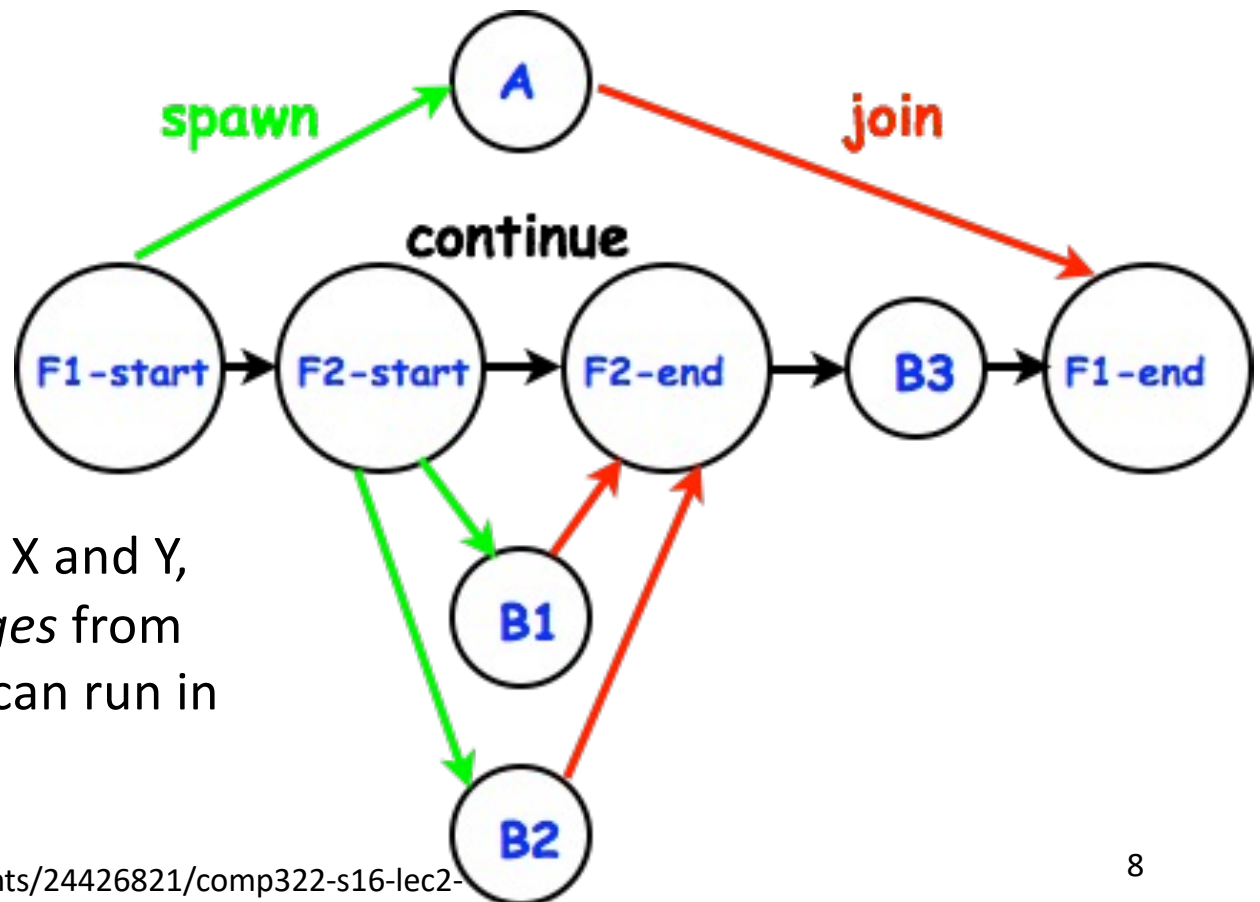 A
spawn
join
continue
F1-start
F2-start
F2-end
B3
F1-end
X and Y,
ges from
B1
can run in
B2
nts/24426821/comp322-s16-lec2-
8